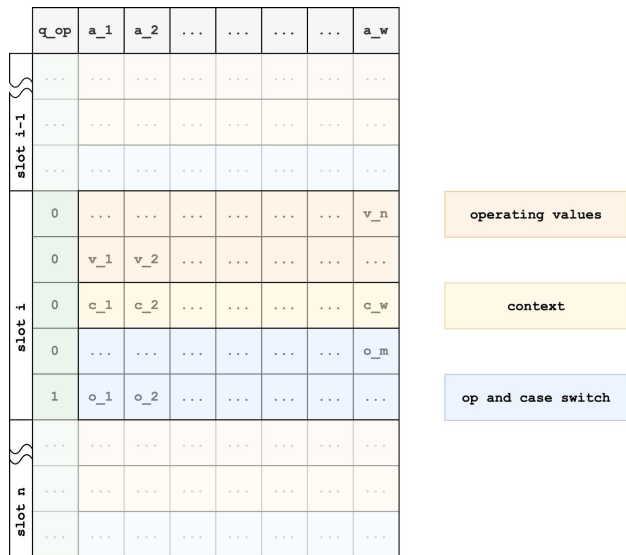 q_op a_1 a_2 ... ... ... ... a_w
... ... ... ... ... ... ... ...
... ... ... ... ... ... ... ...
... ... ... ... ... ... ... ...
slot i-1
0 ... ... ... ... ... ... v_n
operating values
0 v_1 v_2 ... ... ... ... ...
0 c_1 c_2 ... ... ... ... c_w
context
slot i
0 ... ... ... ... ... ... o_m
1 o_1 o_2 ... ... ... ... ...
op and case switch
... ... ... ... ... ... ... ...
... ... ... ... ... ... ... ...
... ... ... ... ... ... ... ...
slot n